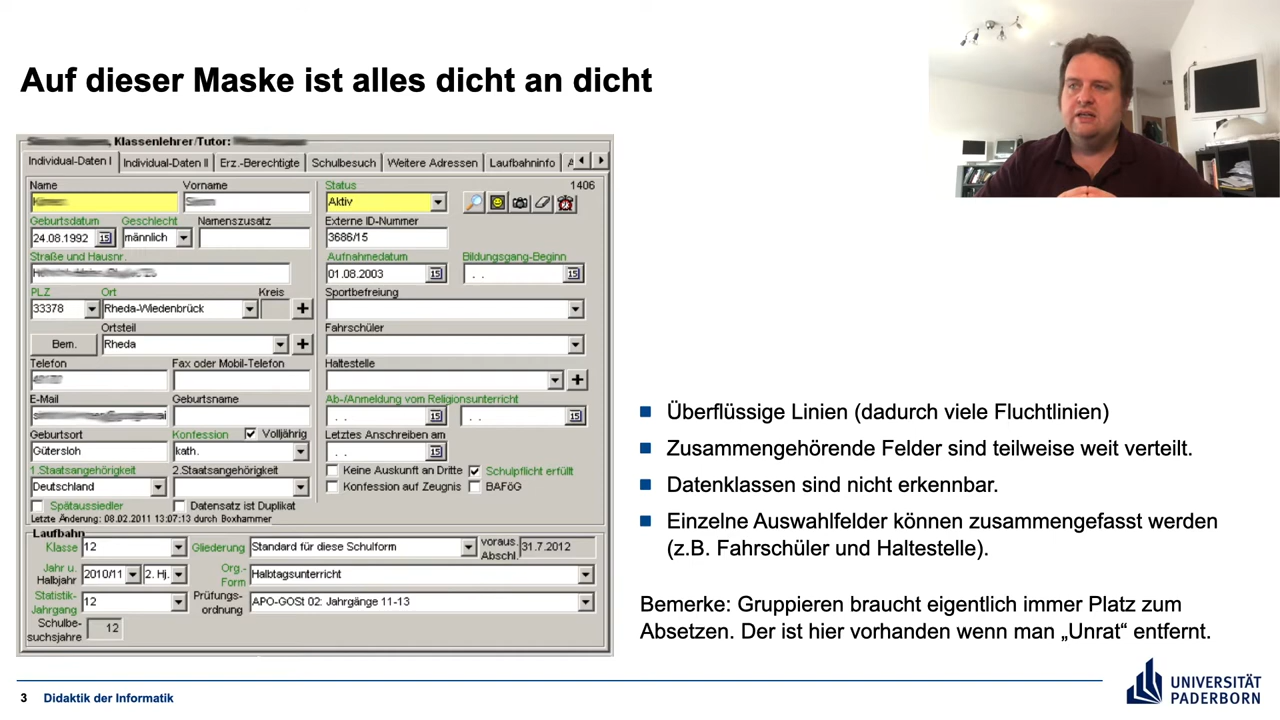 Auf dieser Maske ist alles dicht an dicht
, Klassenlehrer/Tutor:
Individual-Daten I Individual-Daten II Erz.-Berechtigte Schulbesuch Weitere Adressen Laufbahninfo A
Name Vorname Status 1406
Aktiv
Geburtsdatum Geschlecht Namenszusatz Externe ID-Nummer
24.08.1992 15 männlich 3686/15
Straße und Hausnr. Aufnahmedatum Bildungsgang-Beginn
01.08.2003 15 . . 15
PLZ Ort Kreis Sportbefreiung
33378 Rheda-Wiedenbrück +
Ortsteil Fahrschüler
Bem. Rheda +
Telefon Fax oder Mobil-Telefon Haltestelle
+
E-Mail Geburtsname Ab-/Anmeldung vom Religionsunterricht
. . 15 . . 15
Geburtsort Konfession Volljährig Letztes Anschreiben am
Gütersloh kath. . . 15
1.Staatsangehörigkeit 2.Staatsangehörigkeit Keine Auskunft an Dritte Schulpflicht erfüllt
Deutschland Konfession auf Zeugnis BAFöG
Spätaussiedler Datensatz ist Duplikat
Letzte Änderung: 08.02.2011 13:07:13 durch Boxhammer
Laufbahn
Klasse 12 Gliederung Standard für diese Schulform voraus. Abschl. 31.7.2012
Jahr u. Halbjahr 2010/11 2. Hj. Org.-Form Halbtagsunterricht
Statistik-Jahrgang 12 Prüfungs-ordnung APO-GOSt 02: Jahrgänge 11-13
Schulbe-suchsjahre 12
Überflüssige Linien (dadurch viele Fluchtlinien)
Zusammengehörende Felder sind teilweise weit verteilt.
Datenklassen sind nicht erkennbar.
Einzelne Auswahlfelder können zusammengefasst werden
(z.B. Fahrschüler und Haltestelle).
Bemerke: Gruppieren braucht eigentlich immer Platz zum
Absetzen. Der ist hier vorhanden wenn man „Unrat“ entfernt.
3 Didaktik der Informatik
UNIVERSITÄT
PADERBORN